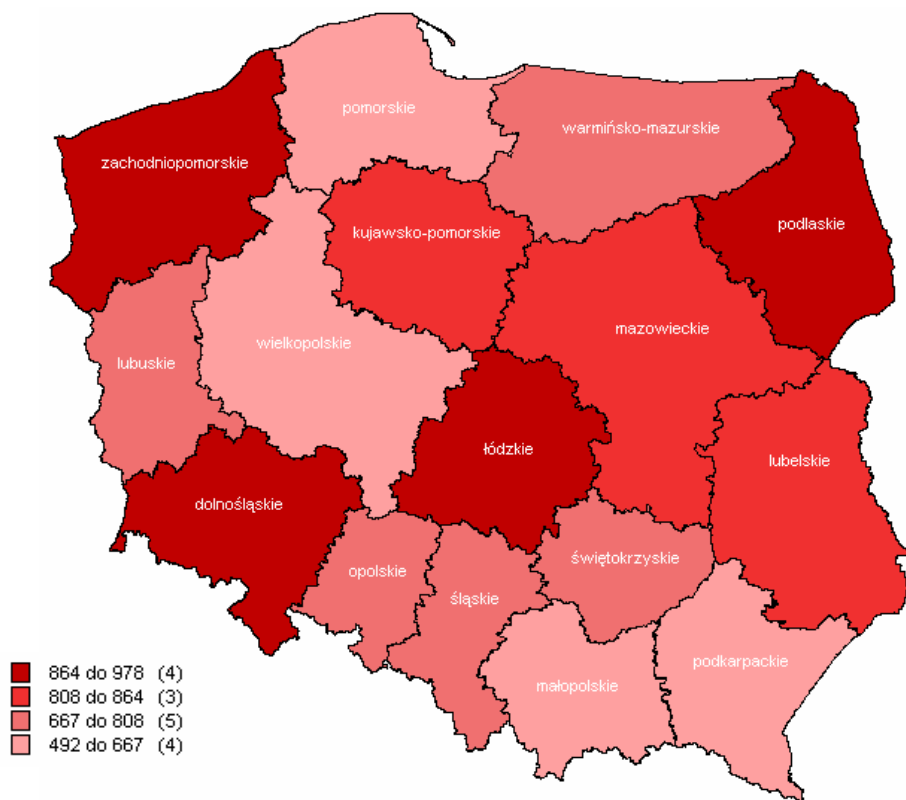 pomorskie
warmińsko-mazurskie
zachodniopomorskie
podlaskie
kujawsko-pomorskie
mazowieckie
wielkopolskie
lubuskie
łódzkie
lubelskie
dolnośląskie
świętokrzyskie
opolskie
śląskie
podkarpackie
małopolskie
864 do 978 (4)
808 do 864 (3)
667 do 808 (5)
492 do 667 (4)